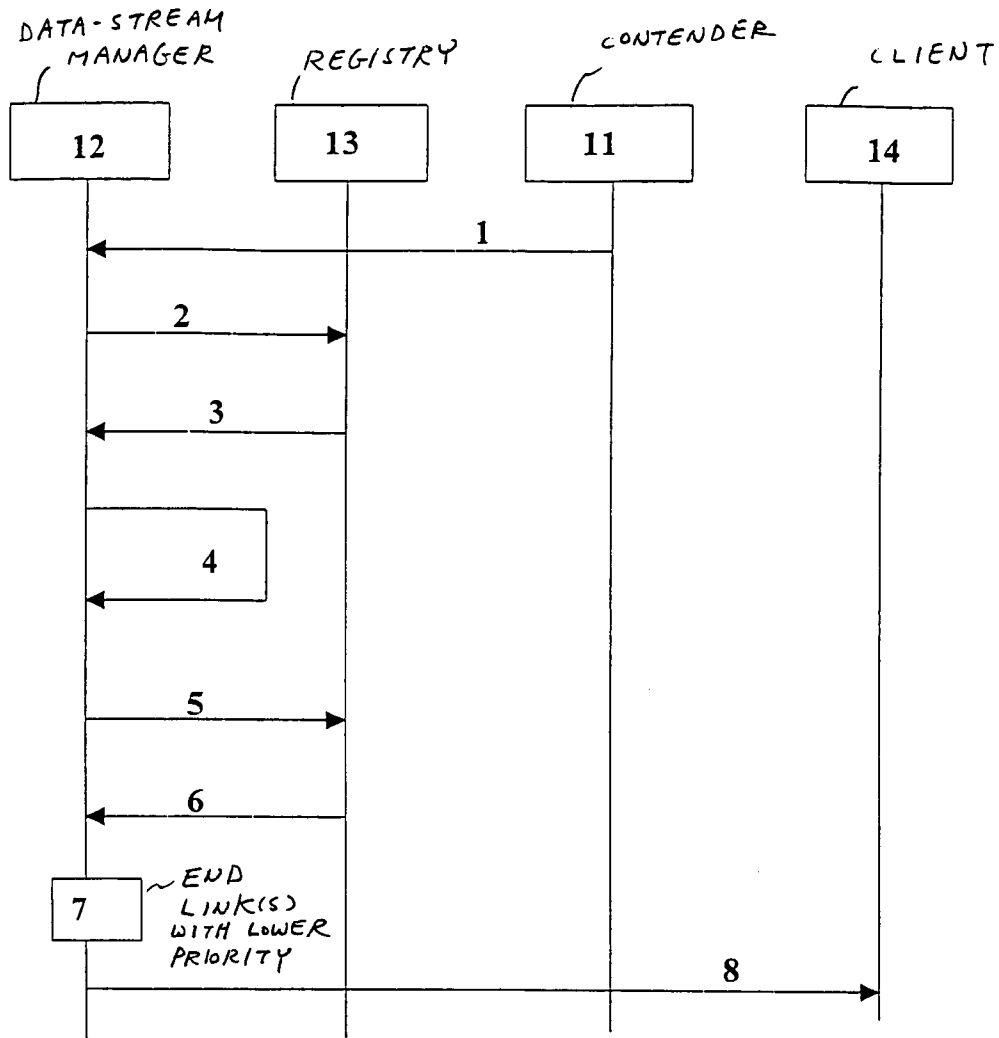 DATA-STREAM
MANAGER
REGISTRY
CONTENDER
CLIENT
12
13
11
14
1
2
3
4
5
6
7
END
LINK(S)
WITH LOWER
PRIORITY
8